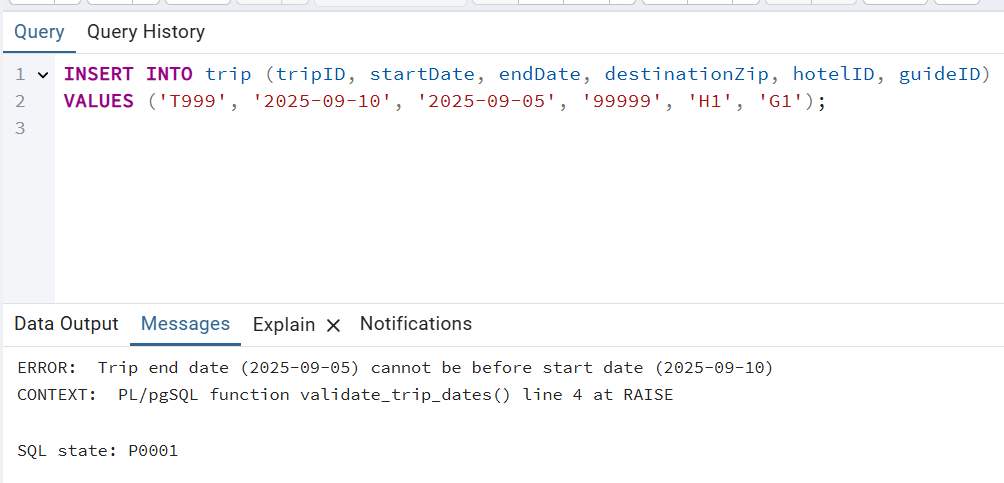 Query Query History
1 INSERT INTO trip (tripID, startDate, endDate, destinationZip, hotelID, guideID)
2 VALUES ('T999', '2025-09-10', '2025-09-05', '99999', 'H1', 'G1');
3
Data Output Messages Explain Notifications
ERROR:  Trip end date (2025-09-05) cannot be before start date (2025-09-10)
CONTEXT:  PL/pgSQL function validate_trip_dates() line 4 at RAISE
SQL state: P0001